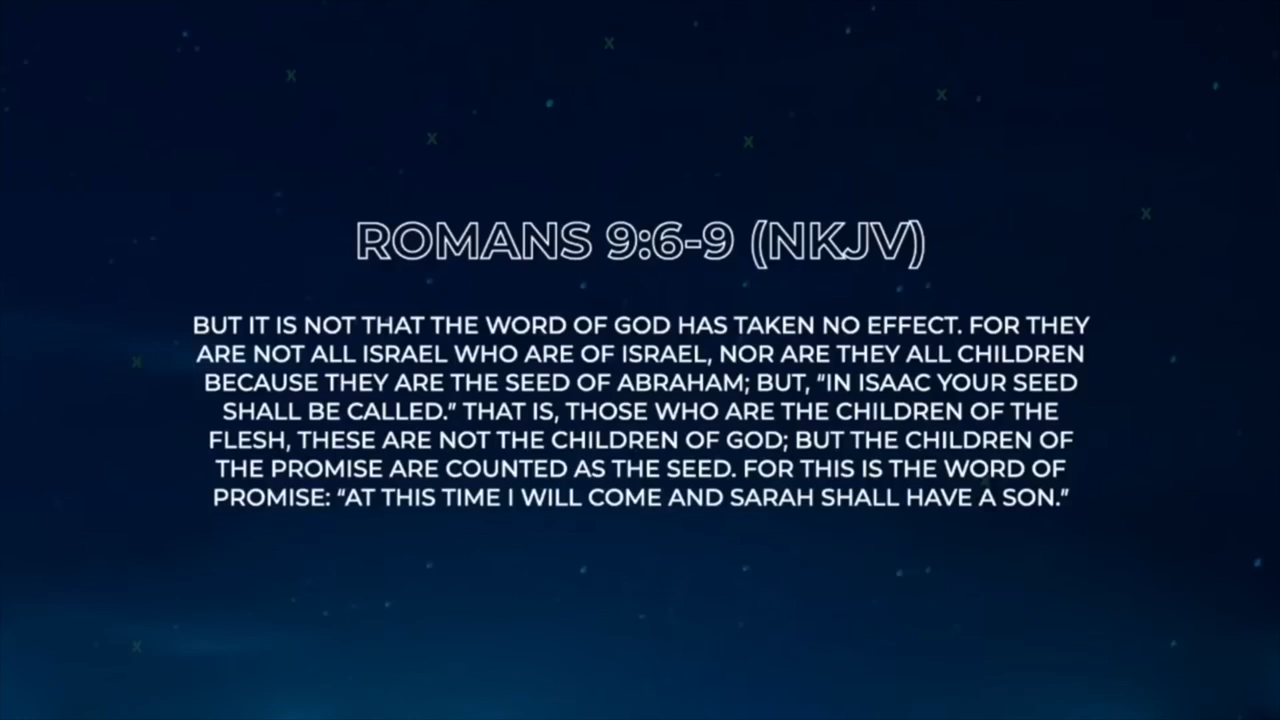 ROMANS 9:6-9 (NKJV)
BUT IT IS NOT THAT THE WORD OF GOD HAS TAKEN NO EFFECT. FOR THEY
ARE NOT ALL ISRAEL WHO ARE OF ISRAEL, NOR ARE THEY ALL CHILDREN
BECAUSE THEY ARE THE SEED OF ABRAHAM; BUT, "IN ISAAC YOUR SEED
SHALL BE CALLED." THAT IS, THOSE WHO ARE THE CHILDREN OF THE
FLESH, THESE ARE NOT THE CHILDREN OF GOD; BUT THE CHILDREN OF
THE PROMISE ARE COUNTED AS THE SEED. FOR THIS IS THE WORD OF
PROMISE: “AT THIS TIME I WILL COME AND SARAH SHALL HAVE A SON.”